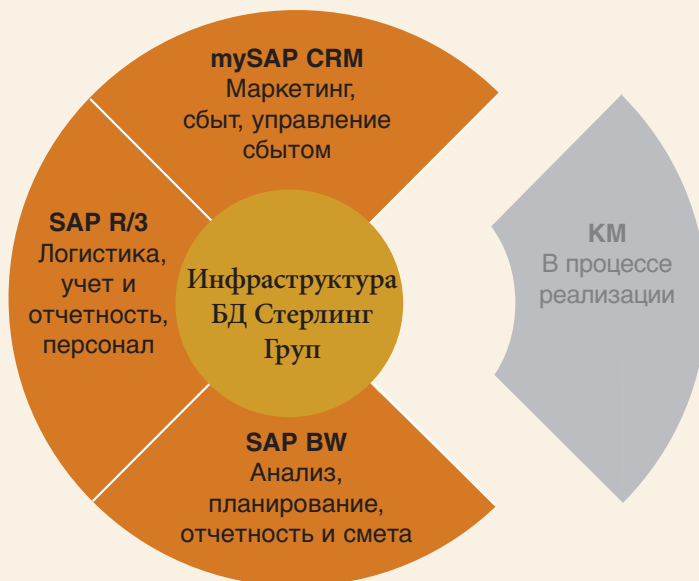 mySAP CRM
Маркетинг,
сбыт, управление
сбытом
SAP R/3
Логистика,
учет и
отчетность,
персонал
Инфраструктура
БД Стерлинг
Груп
KM
В процессе
реализации
SAP BW
Анализ,
планирование,
отчетность и смета